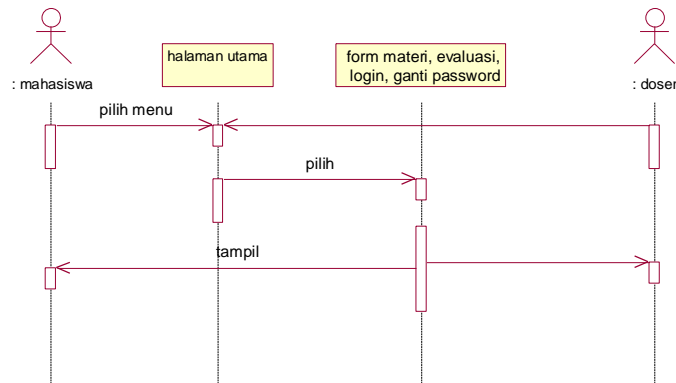 halaman utama
form materi, evaluasi,
login, ganti password
: mahasiswa
: dosen
pilih menu
pilih
tampil